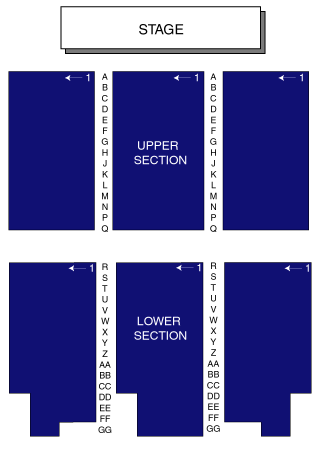 STAGE
← 1 ← 1 ← 1
A A
B B
C C
D D
E E
F F
G G
UPPER
H H
SECTION
J J
K K
L L
M M
N N
P P
Q Q
← 1 R ← 1 R ← 1
S S
T T
U U
V V
LOWER
W W
SECTION
X X
Y Y
Z Z
AA AA
BB BB
CC CC
DD DD
EE EE
FF FF
GG GG